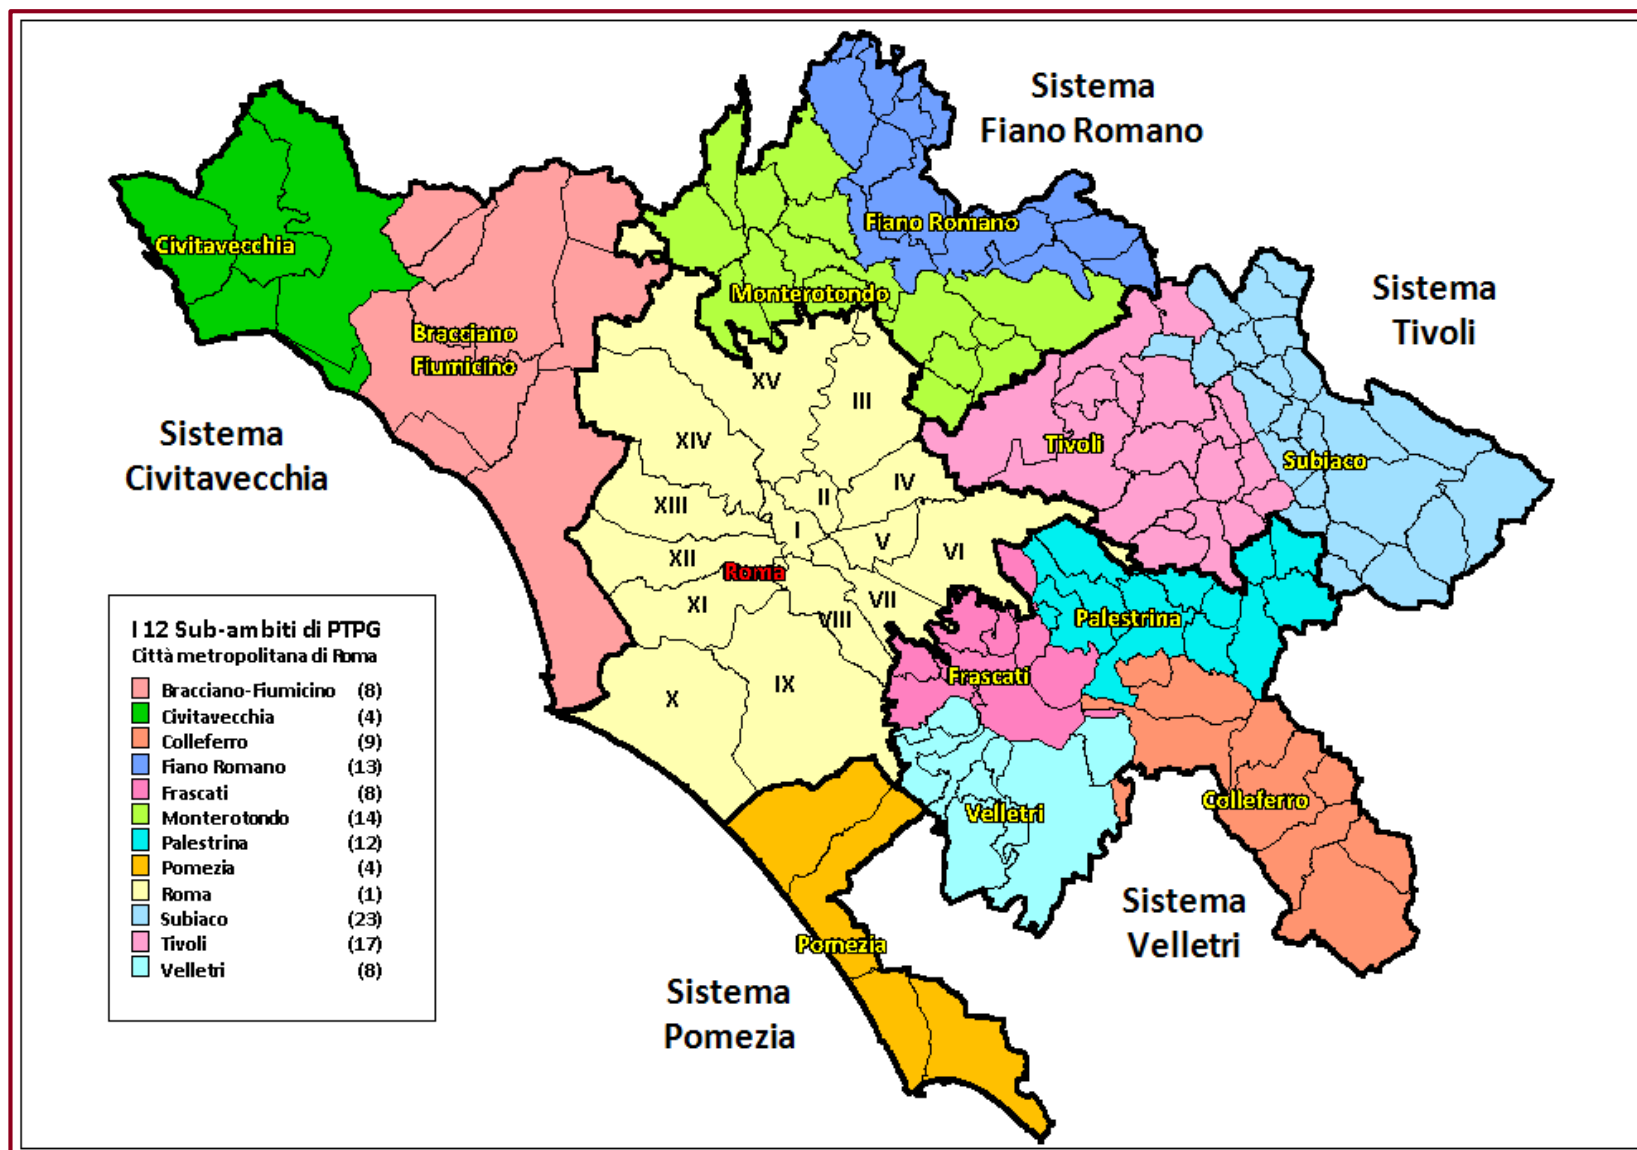 Sistema
Fiano Romano
Civitavecchia
Fiano Romano
Monterotondo
Sistema
Tivoli
Bracciano
Fiumicino
XV
III
Sistema
Civitavecchia
XIV
Tivoli
Subiaco
II
IV
XIII
I
V
VI
XII
Roma
XI
VII
VIII
Palestrina
I 12 Sub-ambiti di PTPG
Città metropolitana di Roma
Bracciano-Fiumicino (8)
Civitavecchia (4)
Colleferro (9)
Fiano Romano (13)
Frascati (8)
Monterotondo (14)
Palestrina (12)
Pomezia (4)
Roma (1)
Subiaco (23)
Tivoli (17)
Velletri (8)
X
IX
Frascati
Velletri
Colleferro
Sistema
Velletri
Pomezia
Sistema
Pomezia